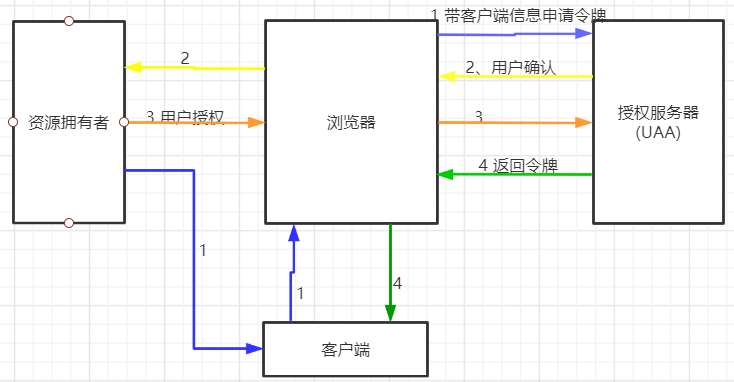 1 带客户端信息申请令牌
2
2、用户确认
资源拥有者
3 用户授权
浏览器
3
授权服务器
(UAA)
4 返回令牌
1
1
4
客户端